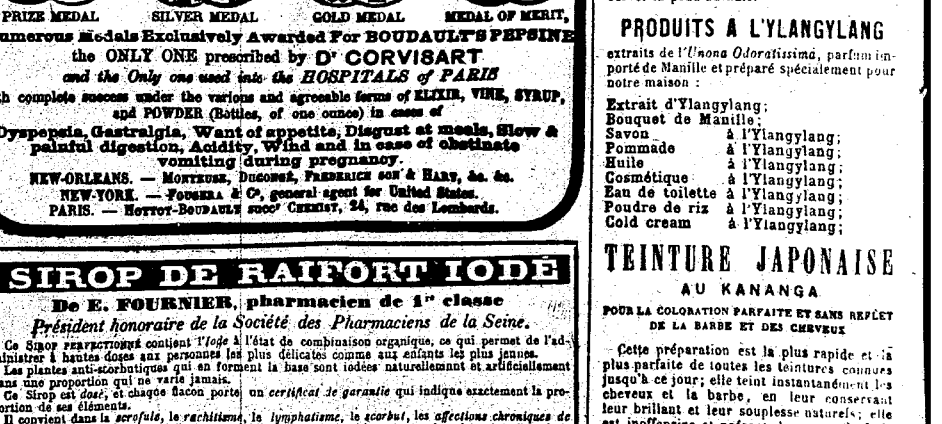 PRIZE MEDAL SILVER MEDAL GOLD MEDAL MEDAL OF MERIT,
Medals Exclusively Awarded For BOUDAULT'S PEPSINE
the ONLY ONE prescribed by Dr CORVISART
and the Only one used into the HOSPITALS of PARIS
complete success under the various and agreeable forms of ELIXIR, VINE, SYRUP,
and POWDER (Bottles, of one ounce) in cases of
Dyspepsia, Gastralgia, Want of appetite, Disgust at meals, Slow &
painful digestion, Acidity, Wind and in case of obstinate
vomiting during pregnancy.
NEW-ORLEANS. — FREDERICK SON & HART, &c. &c.
NEW-YORK. — FOUGERA & Co, general agent for United States.
PARIS. — HOTTOT-BOUDAULT succr CHEMIST, 24, rue des Lombards.
SIROP DE RAIFORT IODÉ
De E. FOURNIER, pharmacien de 1re classe
Président honoraire de la Société des Pharmaciens de la Seine.
Ce SIROP PERFECTIONNÉ contient l'Iode à l'état de combinaison organique, ce qui permet de l'ad-
ministrer à hautes doses aux personnes les plus délicates comme aux enfants les plus jeunes.
Les plantes anti-scorbutiques qui en forment la base sont iodées naturellemnnt et artificiellement
ans une proportion qui ne varie jamais.
Ce Sirop est dosé, et chaque flacon porte un certificat de garantie qui indique exactement la pro-
ortion de ses éléments.
Il convient dans la scrofule, le rachitisme, le lymphatisme, le scorbut, les affections chroniques de
PRODUITS A L'YLANGYLANG
extraits de l'Unona Odoratissima, parfum im-
porté de Manille et préparé spécialement pour
notre maison :
Extrait d'Ylangylang;
Bouquet de Manille;
Savon à l'Ylangylang;
Pommade à l'Ylangylang;
Huile à l'Ylangylang;
Cosmétique à l'Ylangylang;
Eau de toilette à l'Ylangylang;
Poudre de riz à l'Ylangylang;
Cold cream à l'Ylangylang;
TEINTURE JAPONAISE
AU KANANGA
POUR LA COLORATION PARFAITE ET SANS REFLET
DE LA BARBE ET DES CHEVEUX
Cette préparation est la plus rapide et la
plus parfaite de toutes les teintures connues
jusqu'à ce jour; elle teint instantanément les
cheveux et la barbe, en leur conservant
leur brillant et leur souplesse naturels; elle
est inoffensive et